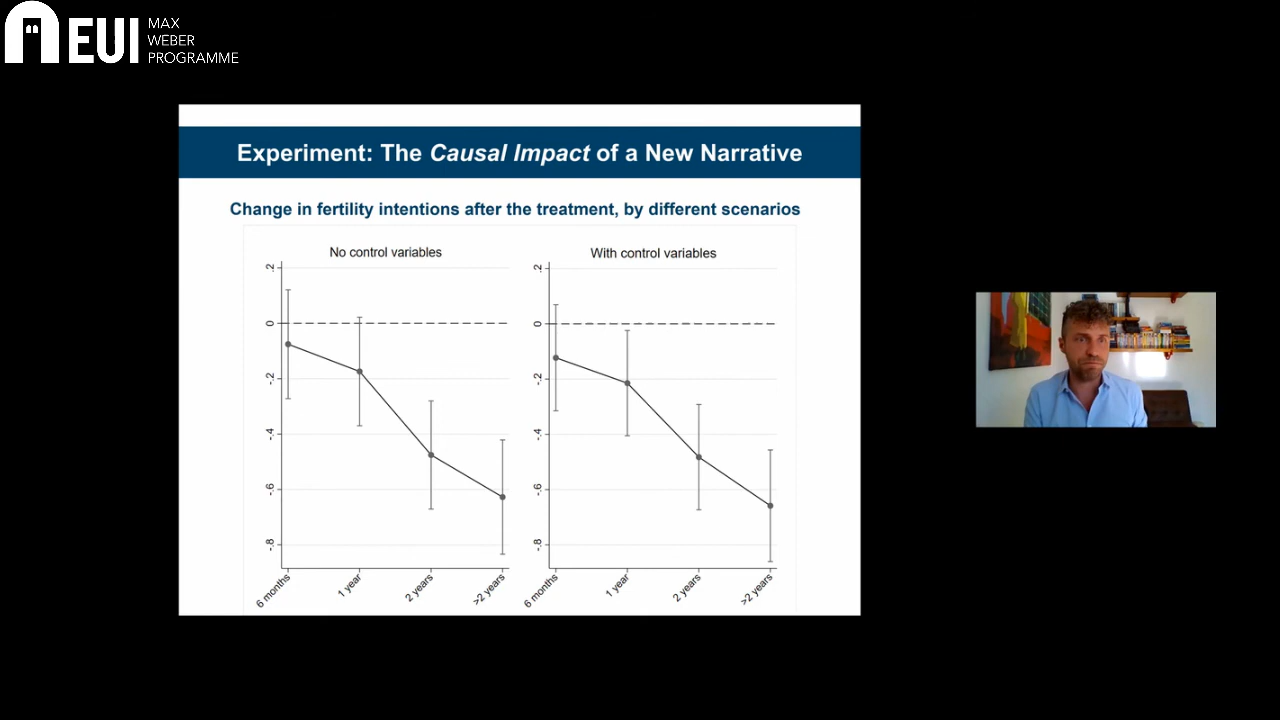 EUI
MAX
WEBER
PROGRAMME
Experiment: The Causal Impact of a New Narrative
Change in fertility intentions after the treatment, by different scenarios
No control variables
.2
0
-.2
-.4
-.6
-.8
6 months
1 year
2 years
>2 years
With control variables
.2
0
-.2
-.4
-.6
-.8
6 months
1 year
2 years
>2 years